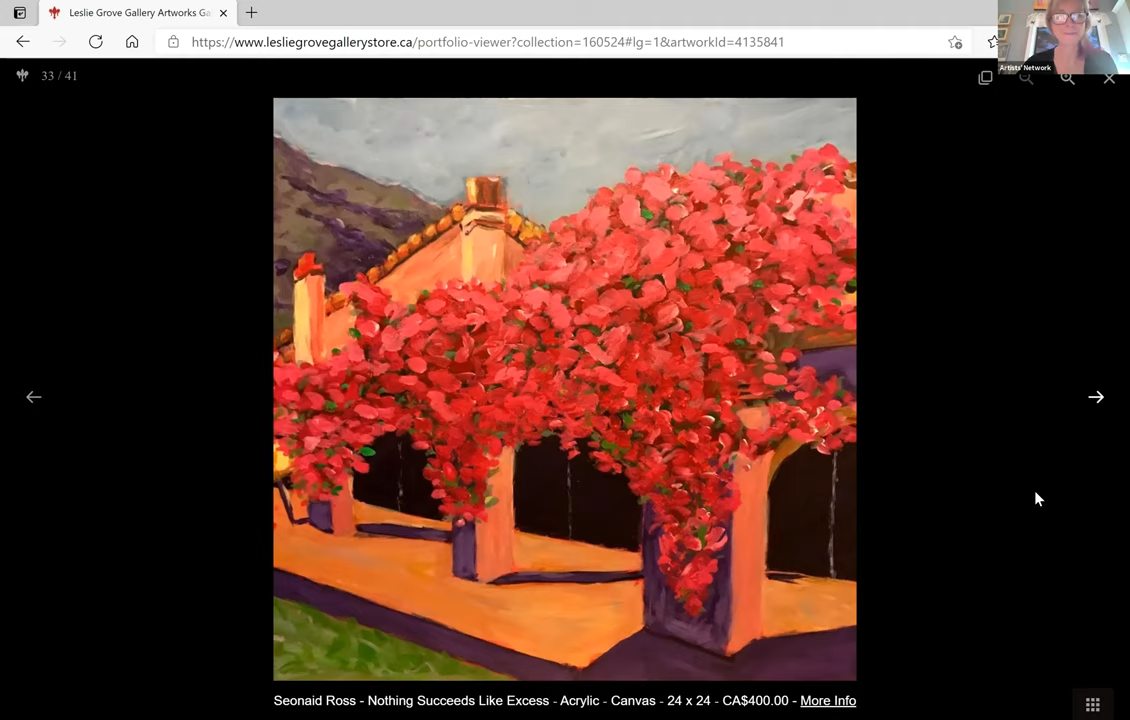 Leslie Grove Gallery Artworks Ga
https://www.lesliegrovegallerystore.ca/portfolio-viewer?collection=160524#lg=1&artworkId=4135841
Artists' Network
33 / 41
Seonaid Ross - Nothing Succeeds Like Excess - Acrylic - Canvas - 24 x 24 - CA$400.00 - More Info